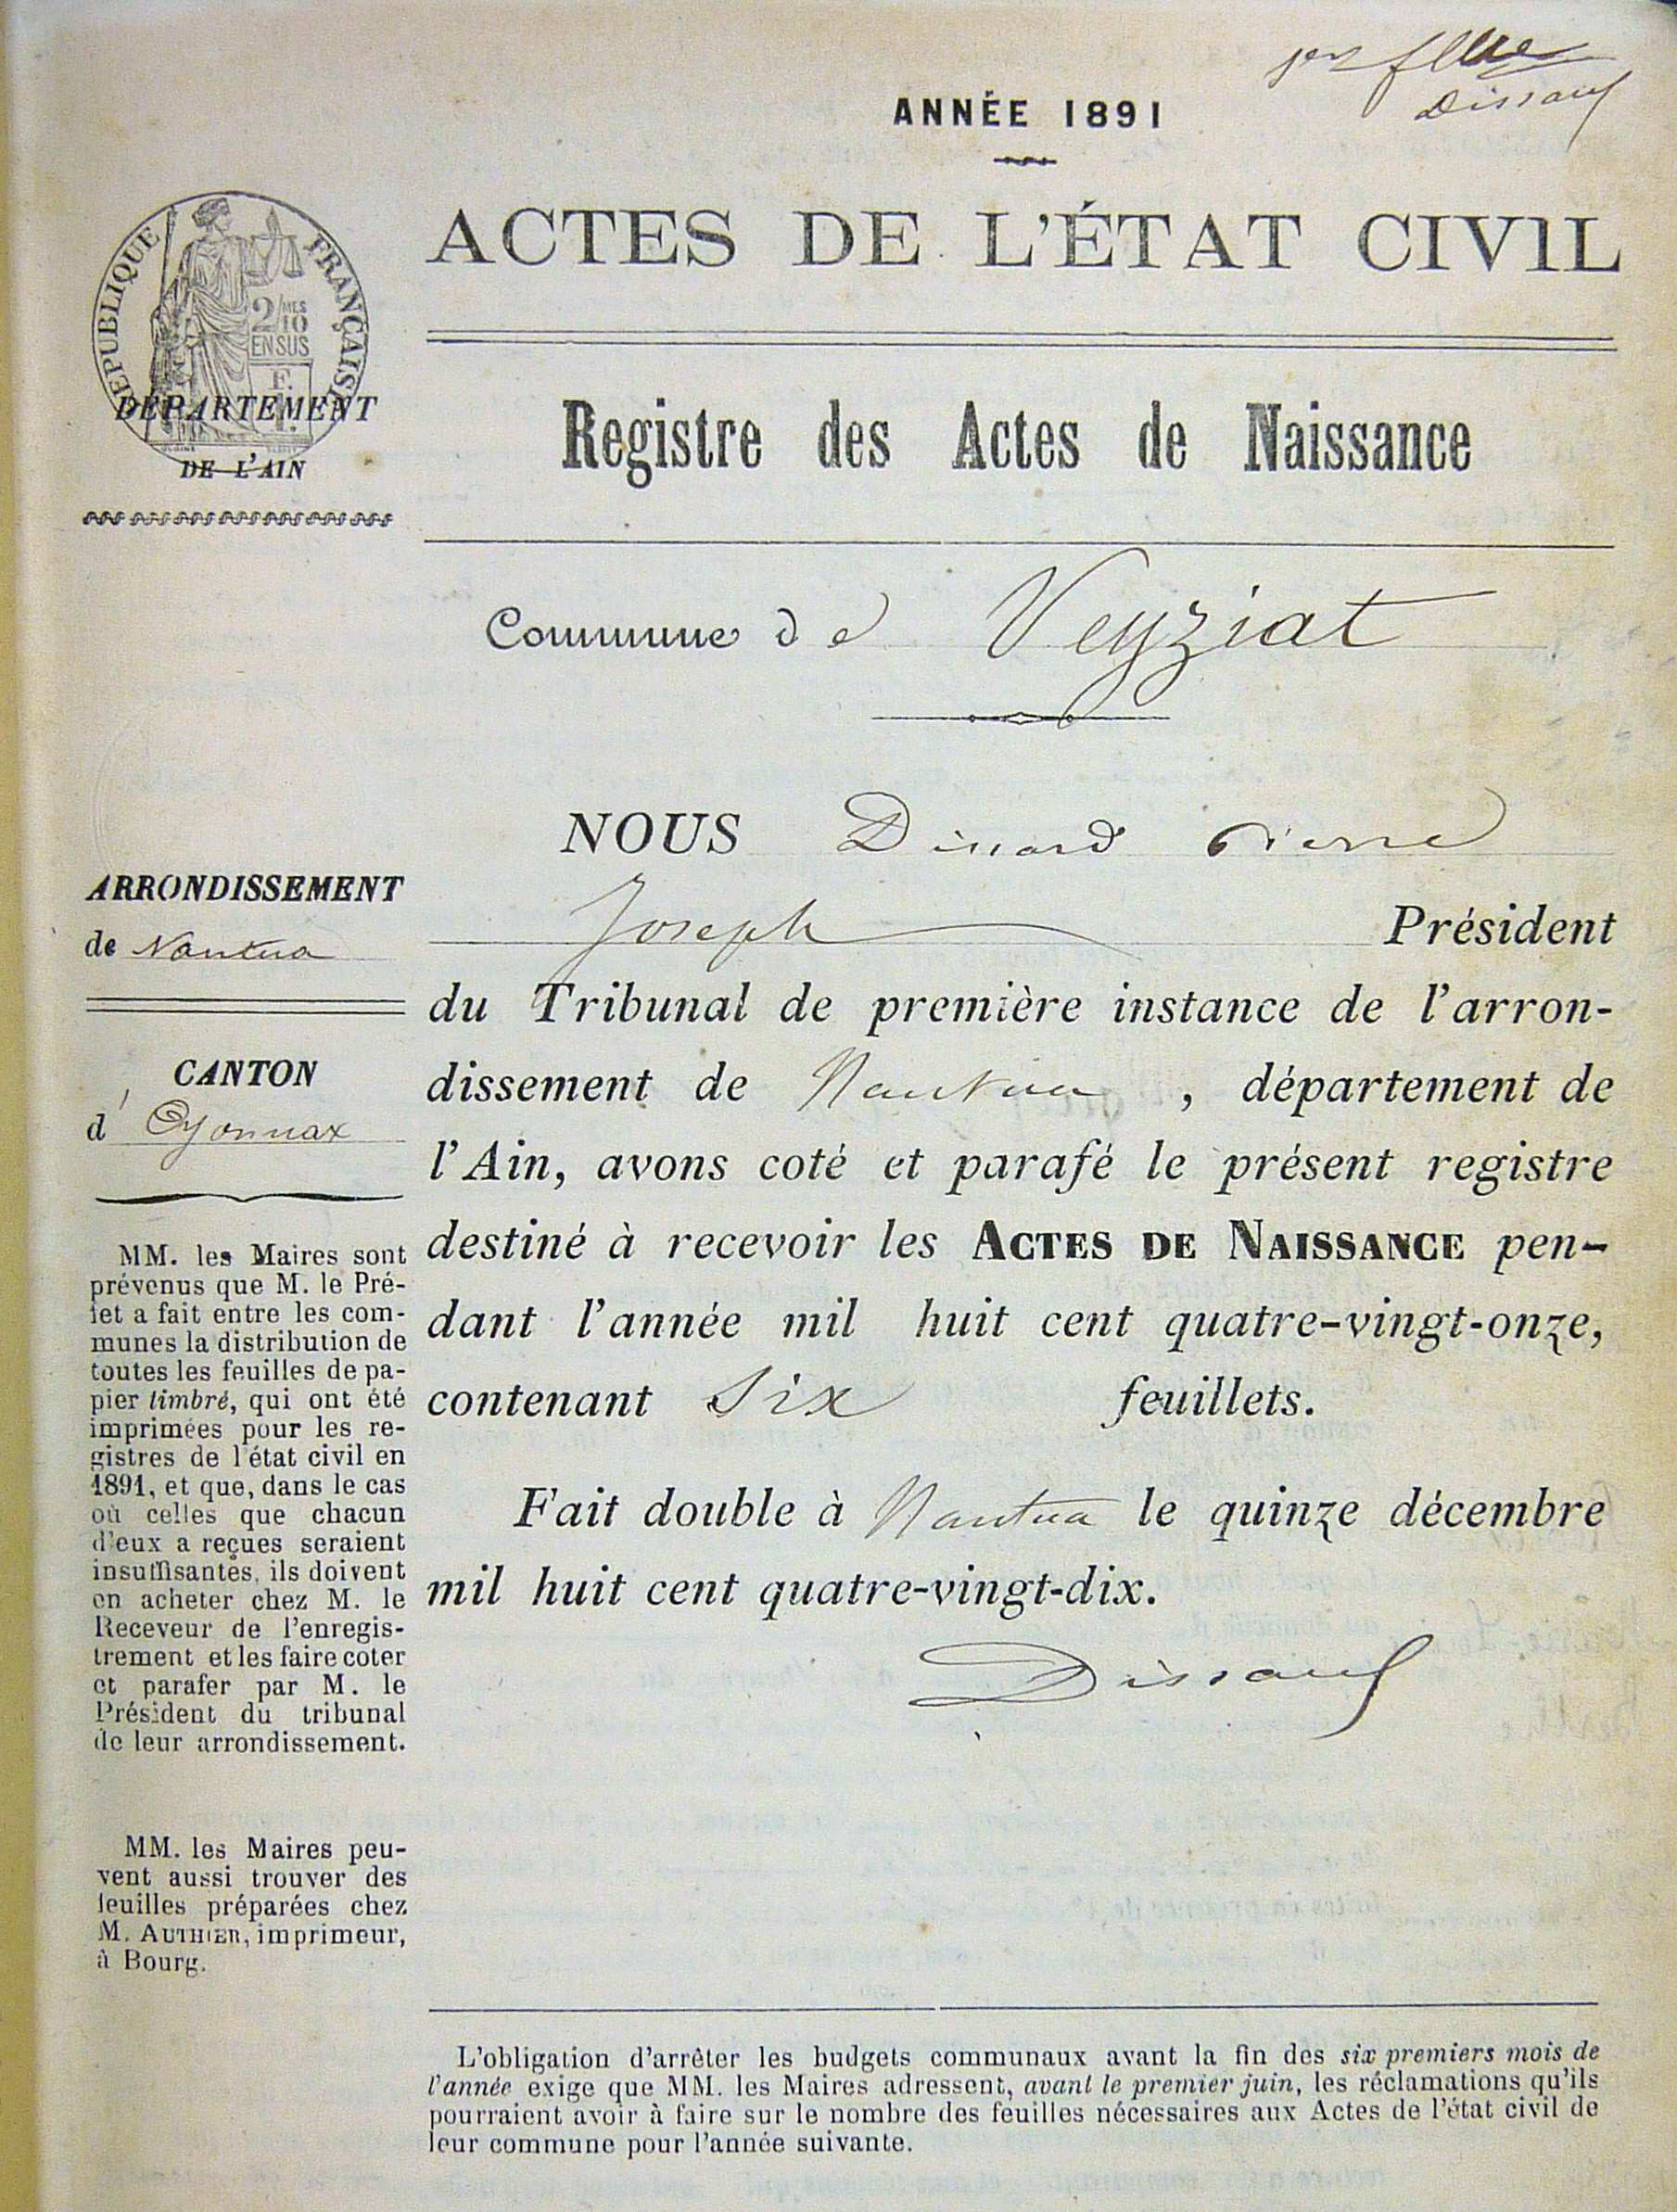 ANNÉE 1891
ACTES DE L'ÉTAT CIVIL
RÉPUBLIQUE FRANÇAISE
2/10 MES
EN SUS
F.
DÉPARTEMENT
DE L'AIN
Registre des Actes de Naissance
Commune de Veyziat
NOUS Pierre
Joseph Président
du Tribunal de première instance de l'arron-
dissement de Nantua, département de
l'Ain, avons coté et parafé le présent registre
destiné à recevoir les ACTES DE NAISSANCE pen-
dant l'année mil huit cent quatre-vingt-onze,
contenant Six feuillets.
Fait double à Nantua le quinze décembre
mil huit cent quatre-vingt-dix.
ARRONDISSEMENT
de Nantua
CANTON
d'Oyonnax
MM. les Maires sont
prévenus que M. le Pré-
fet a fait entre les com-
munes la distribution de
toutes les feuilles de pa-
pier timbré, qui ont été
imprimées pour les re-
gistres de l'état civil en
1891, et que, dans le cas
où celles que chacun
d'eux a reçues seraient
insuffisantes, ils doivent
en acheter chez M. le
Receveur de l'enregis-
trement et les faire coter
et parafer par M. le
Président du tribunal
de leur arrondissement.
MM. les Maires peu-
vent aussi trouver des
feuilles préparées chez
M. AUTHIER, imprimeur,
à Bourg.
L'obligation d'arrêter les budgets communaux avant la fin des six premiers mois de
l'année exige que MM. les Maires adressent, avant le premier juin, les réclamations qu'ils
pourraient avoir à faire sur le nombre des feuilles nécessaires aux Actes de l'état civil de
leur commune pour l'année suivante.